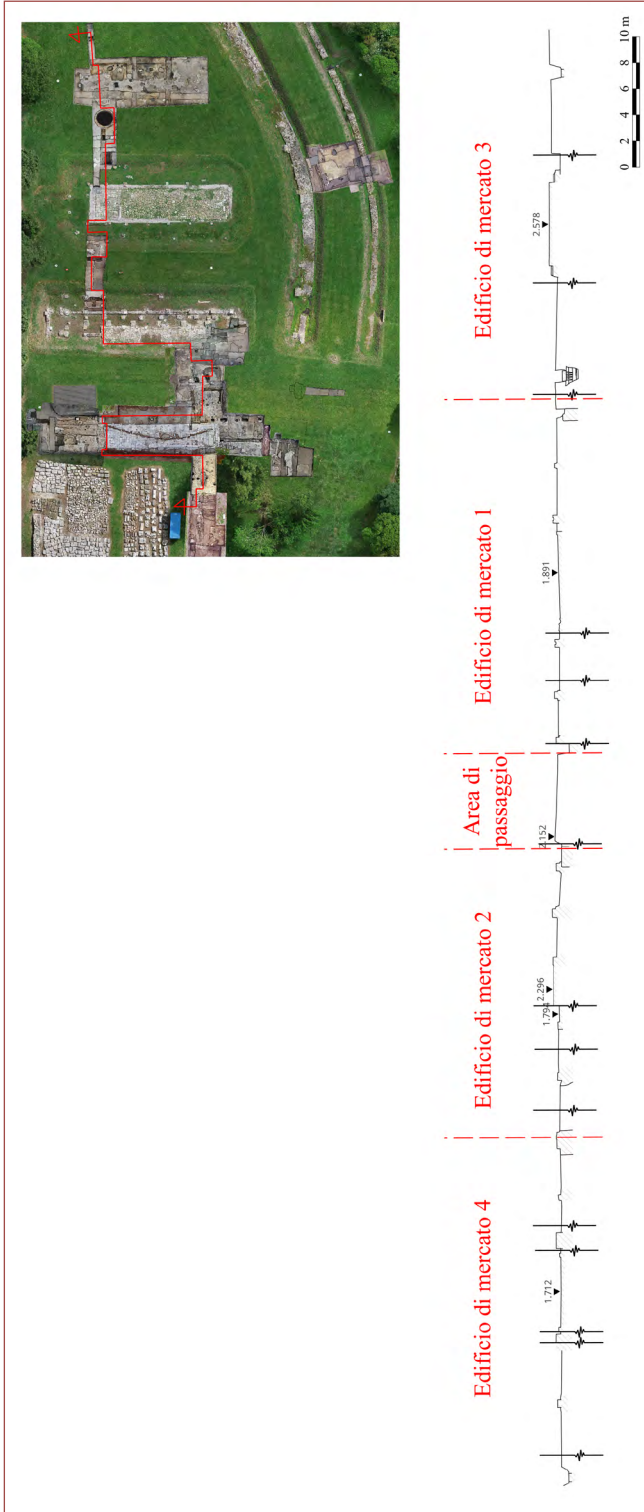 Edificio di mercato 4
Edificio di mercato 2
Area di
passaggio
Edificio di mercato 1
Edificio di mercato 3
1.712
1.794
2.296
2.152
1.891
2.578
0 2 4 6 8 10 m